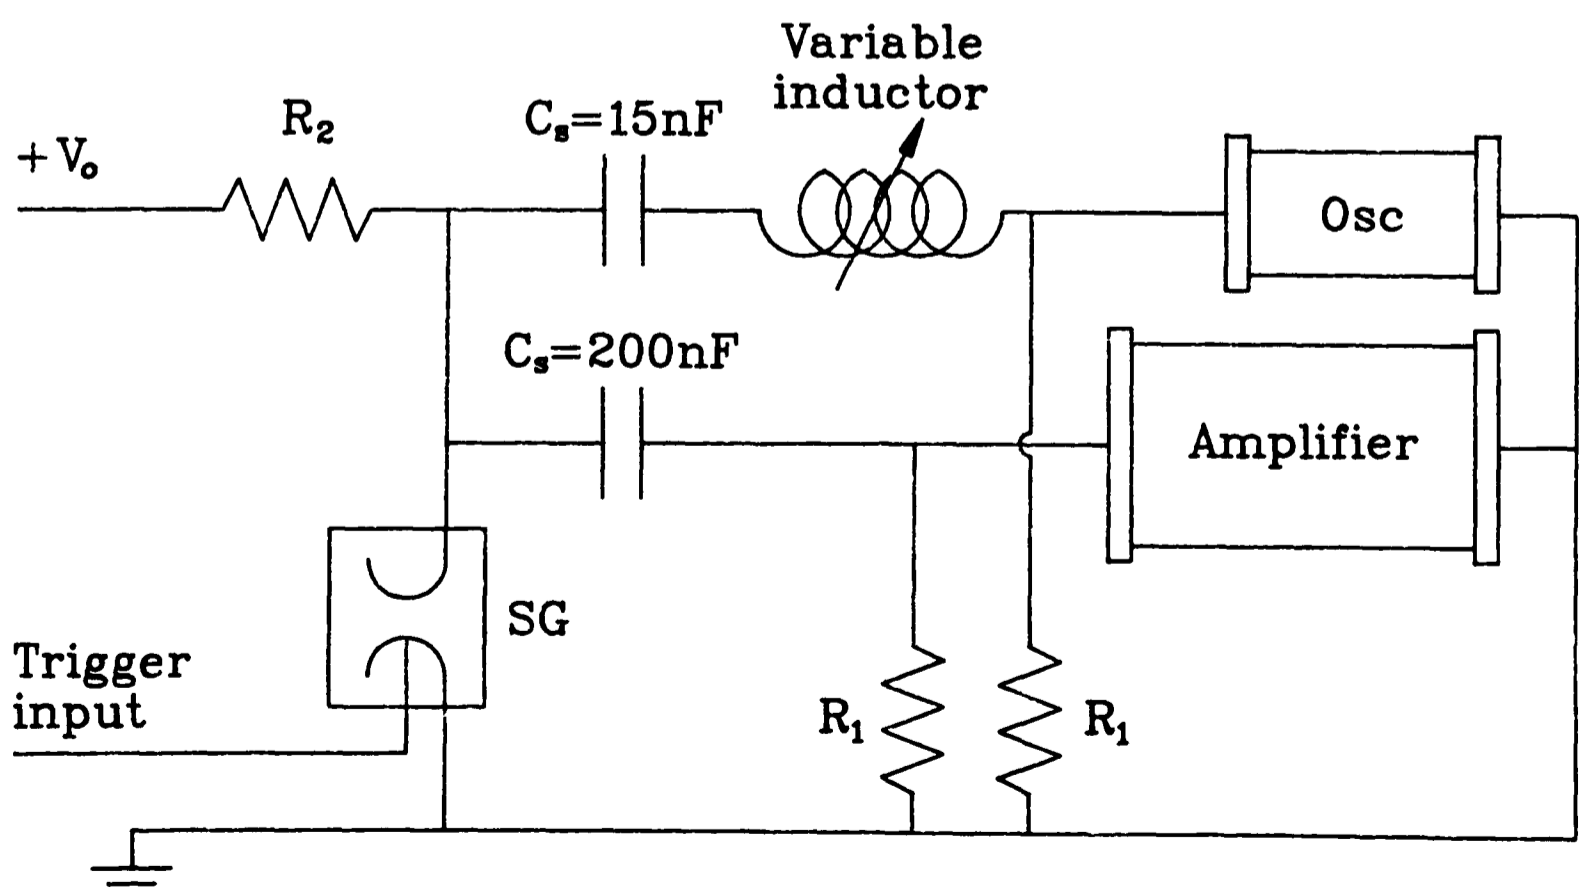 Variable
inductor
R₂
Cₛ=15nF
+V₀
Osc
Cₛ=200nF
Amplifier
SG
Trigger
input
R₁
R₁